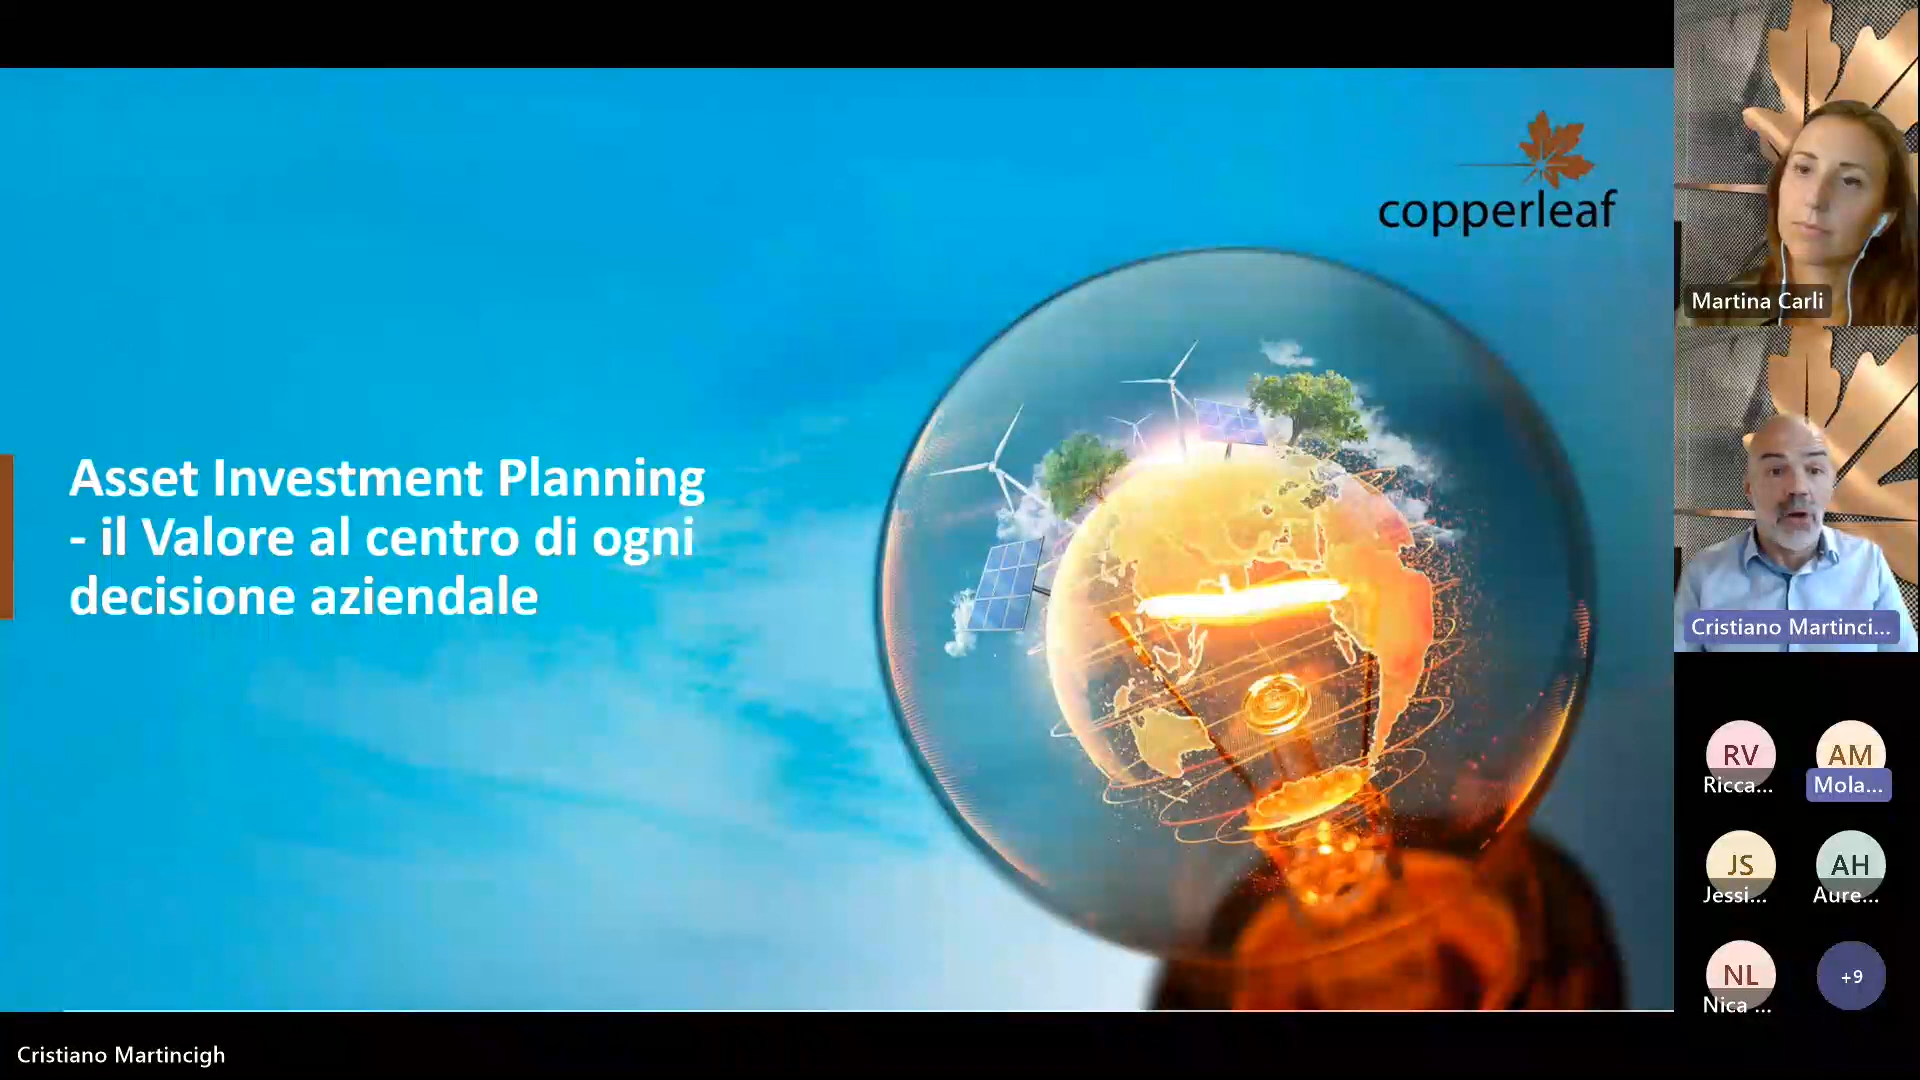 copperleaf
Asset Investment Planning
- il Valore al centro di ogni
decisione aziendale
Martina Carli
Cristiano Martinci...
RV
Ricca...
AM
Mola...
JS
Jessi...
AH
Aure...
NL
Nica ...
+9
Cristiano Martincigh